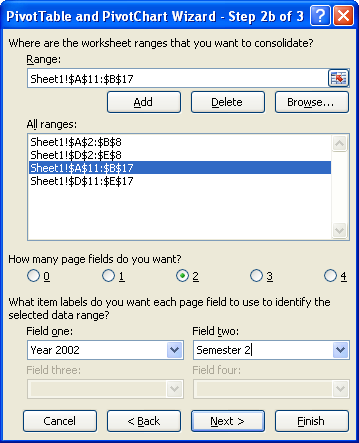 PivotTable and PivotChart Wizard - Step 2b of 3
Where are the worksheet ranges that you want to consolidate?
Range:
Sheet1!$A$11:$B$17
Add Delete Browse...
All ranges:
Sheet1!$A$2:$B$8
Sheet1!$D$2:$E$8
Sheet1!$A$11:$B$17
Sheet1!$D$11:$E$17
How many page fields do you want?
0 1 2 3 4
What item labels do you want each page field to use to identify the
selected data range?
Field one: Field two:
Year 2002 Semester 2
Field three: Field four:
Cancel < Back Next > Finish